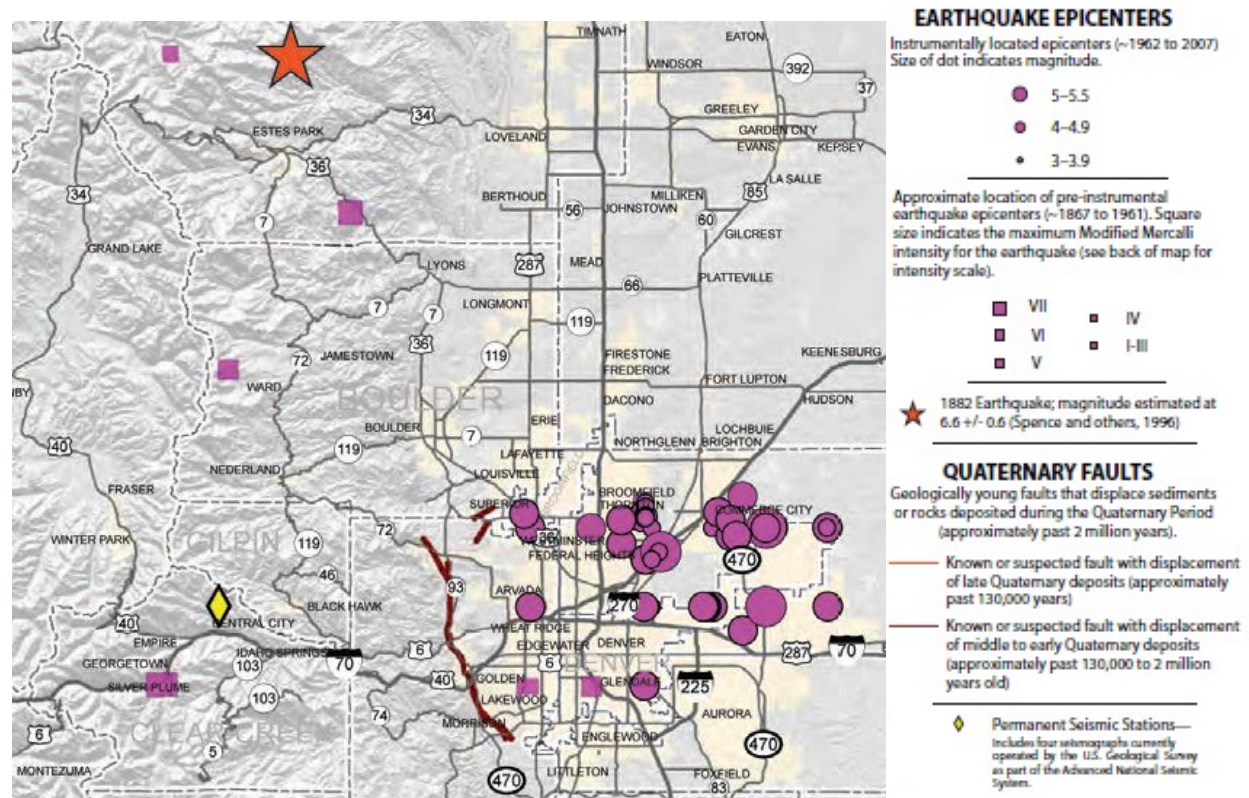 TIMNATH
EATON
WINDSOR
392
37
34
GREELEY
ESTES PARK
LOVELAND
GARDEN CITY
EVANS
KERSEY
36
34
LA SALLE
85
BERTHOUD
MILLIKEN
56
JOHNSTOWN
60
7
GILCREST
GRAND LAKE
LYONS
287
MEAD
PLATTEVILLE
66
LONGMONT
7
7
119
36
JAMESTOWN
72
119
FIRESTONE
FREDERICK
KEENESBURG
WARD
FORT LUPTON
BOULDER
DACONO
HUDSON
ERIE
BOULDER
7
LOCHBUIE
40
119
NORTHGLENN
BRIGHTON
LAFAYETTE
NEDERLAND
LOUISVILLE
FRASER
BROOMFIELD
SUPERIOR
THORNTON
COMMERCE CITY
72
WINTER PARK
GILPIN
119
WESTMINSTER
36
FEDERAL HEIGHTS
470
46
93
ARVADA
BLACK HAWK
270
40
CENTRAL CITY
WHEAT RIDGE
EMPIRE
IDAHO SPRINGS
70
6
EDGEWATER
DENVER
287
70
GEORGETOWN
103
6
DENVER
SILVER PLUME
40
GOLDEN
GLENDALE
225
103
LAKEWOOD
74
AURORA
MORRISON
6
CLEAR CREEK
ENGLEWOOD
470
5
MONTEZUMA
470
LITTLETON
FOXFIELD
83
EARTHQUAKE EPICENTERS
Instrumentally located epicenters (~1962 to 2007)
Size of dot indicates magnitude.
5–5.5
4–4.9
3–3.9
Approximate location of pre-instrumental
earthquake epicenters (~1867 to 1961). Square
size indicates the maximum Modified Mercalli
intensity for the earthquake (see back of map for
intensity scale).
VII
VI
V
IV
I-III
1882 Earthquake; magnitude estimated at
6.6 +/- 0.6 (Spence and others, 1996)
QUATERNARY FAULTS
Geologically young faults that displace sediments
or rocks deposited during the Quaternary Period
(approximately past 2 million years).
Known or suspected fault with displacement
of late Quaternary deposits (approximately
past 130,000 years)
Known or suspected fault with displacement
of middle to early Quaternary deposits
(approximately past 130,000 to 2 million
years old)
Permanent Seismic Stations—
Includes four seismographs currently
operated by the U.S. Geological Survey
as part of the Advanced National Seismic
System.